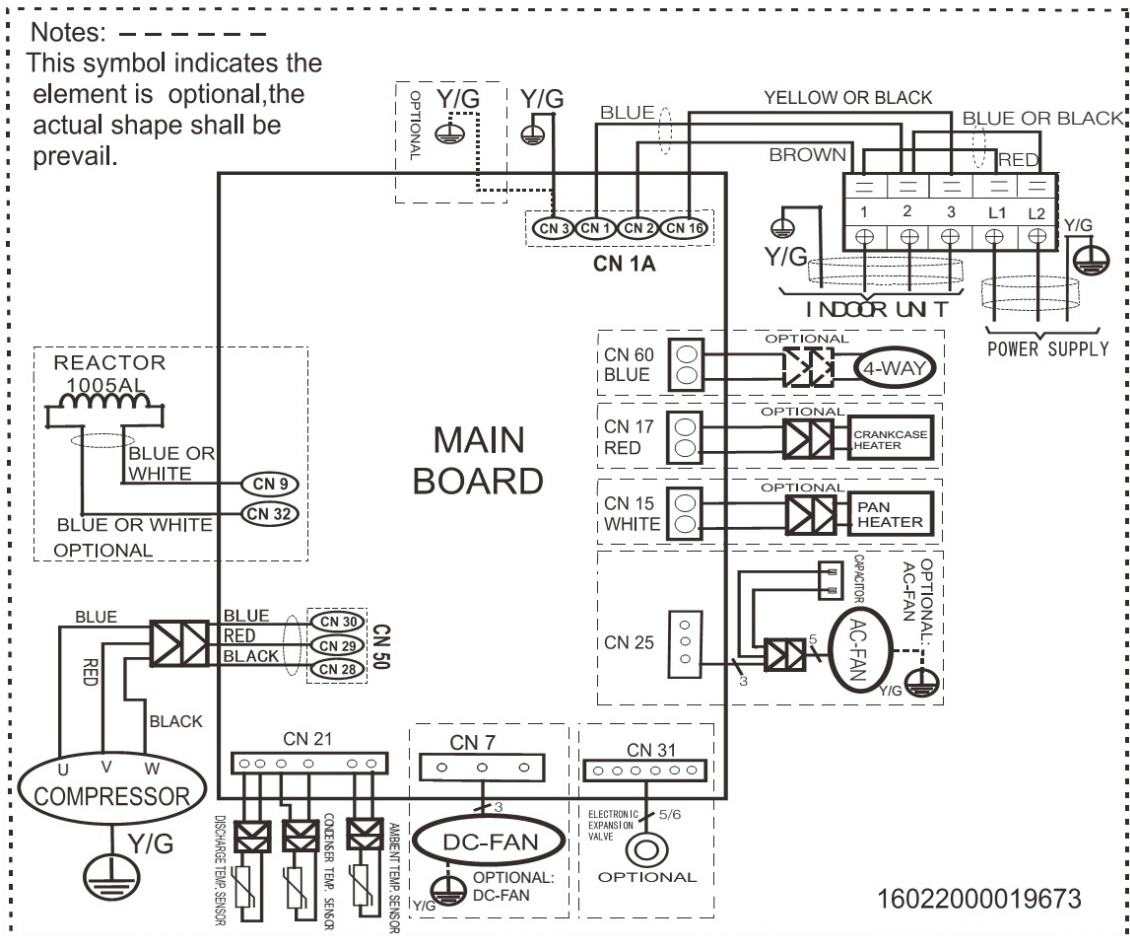 Notes:
This symbol indicates the
element is optional,the
actual shape shall be
prevail.
OPTIONAL
Y/G
Y/G
BLUE
YELLOW OR BLACK
BLUE OR BLACK
BROWN
RED
CN 3
CN 1
CN 2
CN 16
CN 1A
1
2
3
L1
L2
Y/G
Y/G
INDOOR UNIT
POWER SUPPLY
REACTOR
1005AL
BLUE OR
WHITE
CN 9
BLUE OR WHITE
CN 32
OPTIONAL
MAIN
BOARD
CN 60
BLUE
OPTIONAL
4-WAY
CN 17
RED
OPTIONAL
CRANKCASE
HEATER
CN 15
WHITE
OPTIONAL
PAN
HEATER
CN 25
3
5
CAPACITOR
AC-FAN
OPTIONAL:
AC-FAN
Y/G
BLUE
RED
BLACK
BLUE
RED
BLACK
CN 30
CN 29
CN 28
CN 50
U
V
W
COMPRESSOR
Y/G
CN 21
DISCHARGE TEMP. SENSOR
CONDENSER TEMP. SENSOR
AMBIENT TEMP. SENSOR
CN 7
3
DC-FAN
OPTIONAL:
DC-FAN
Y/G
CN 31
ELECTRONIC
EXPANSION
VALVE
5/6
OPTIONAL
16022000019673